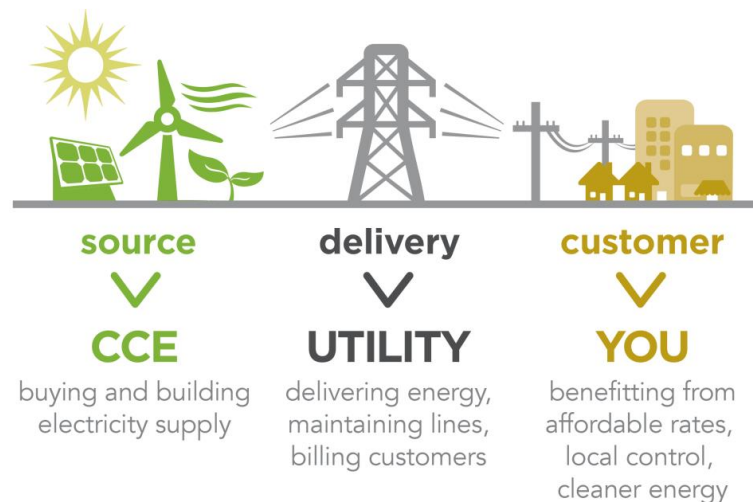 source
CCE
buying and building
electricity supply
delivery
UTILITY
delivering energy,
maintaining lines,
billing customers
customer
YOU
benefitting from
affordable rates,
local control,
cleaner energy